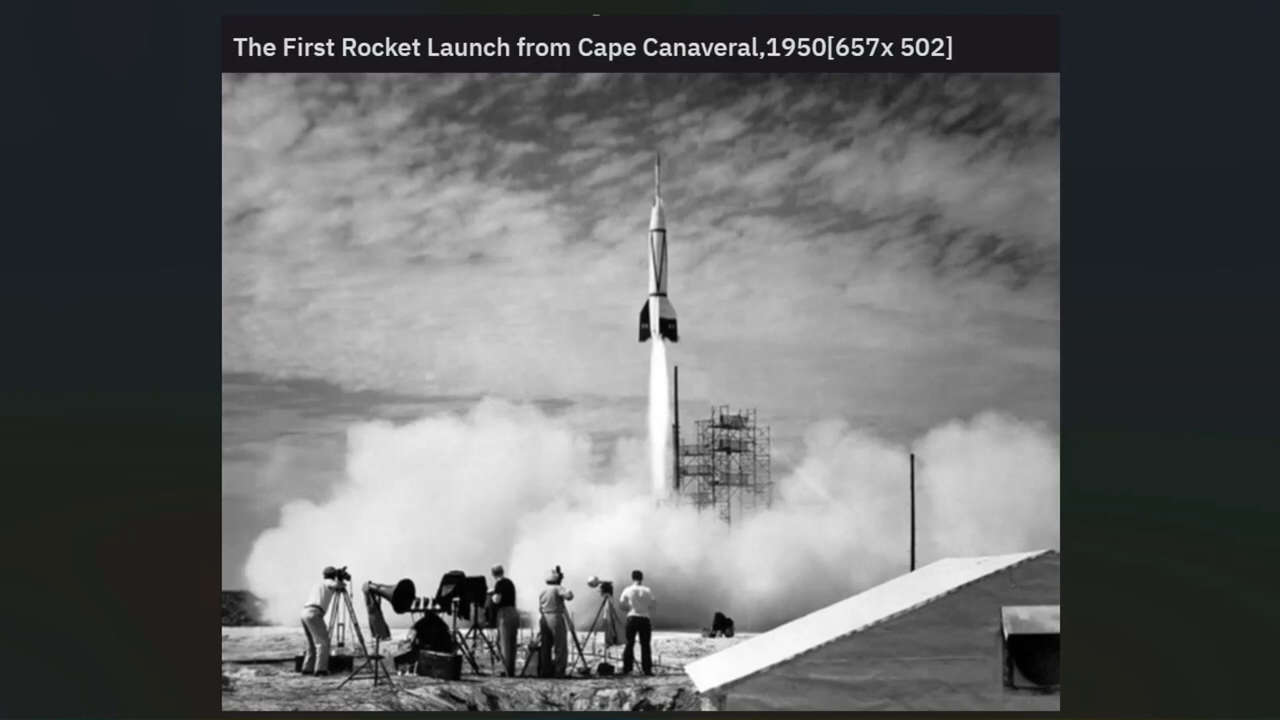 The First Rocket Launch from Cape Canaveral,1950[657x 502]